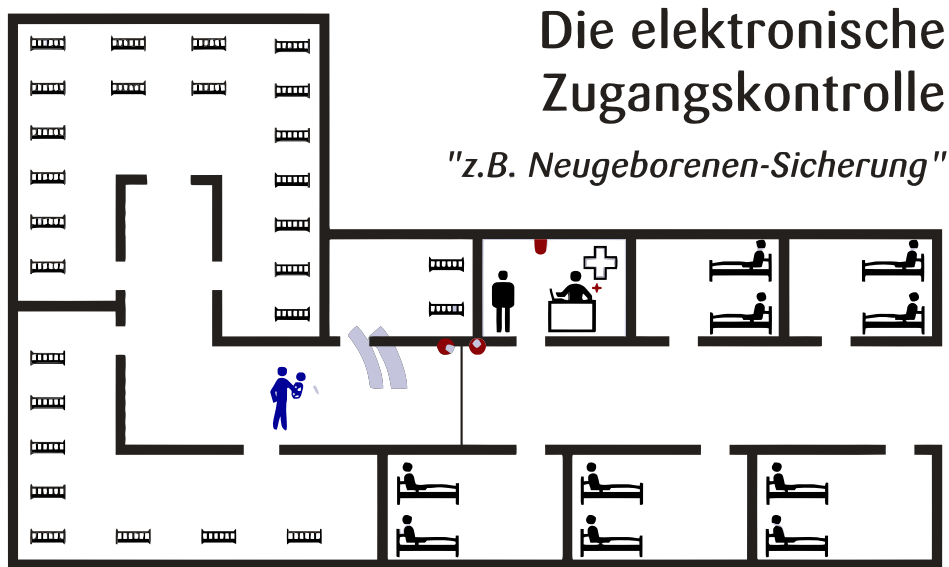 Die elektronische
Zugangskontrolle
"z.B. Neugeborenen-Sicherung"